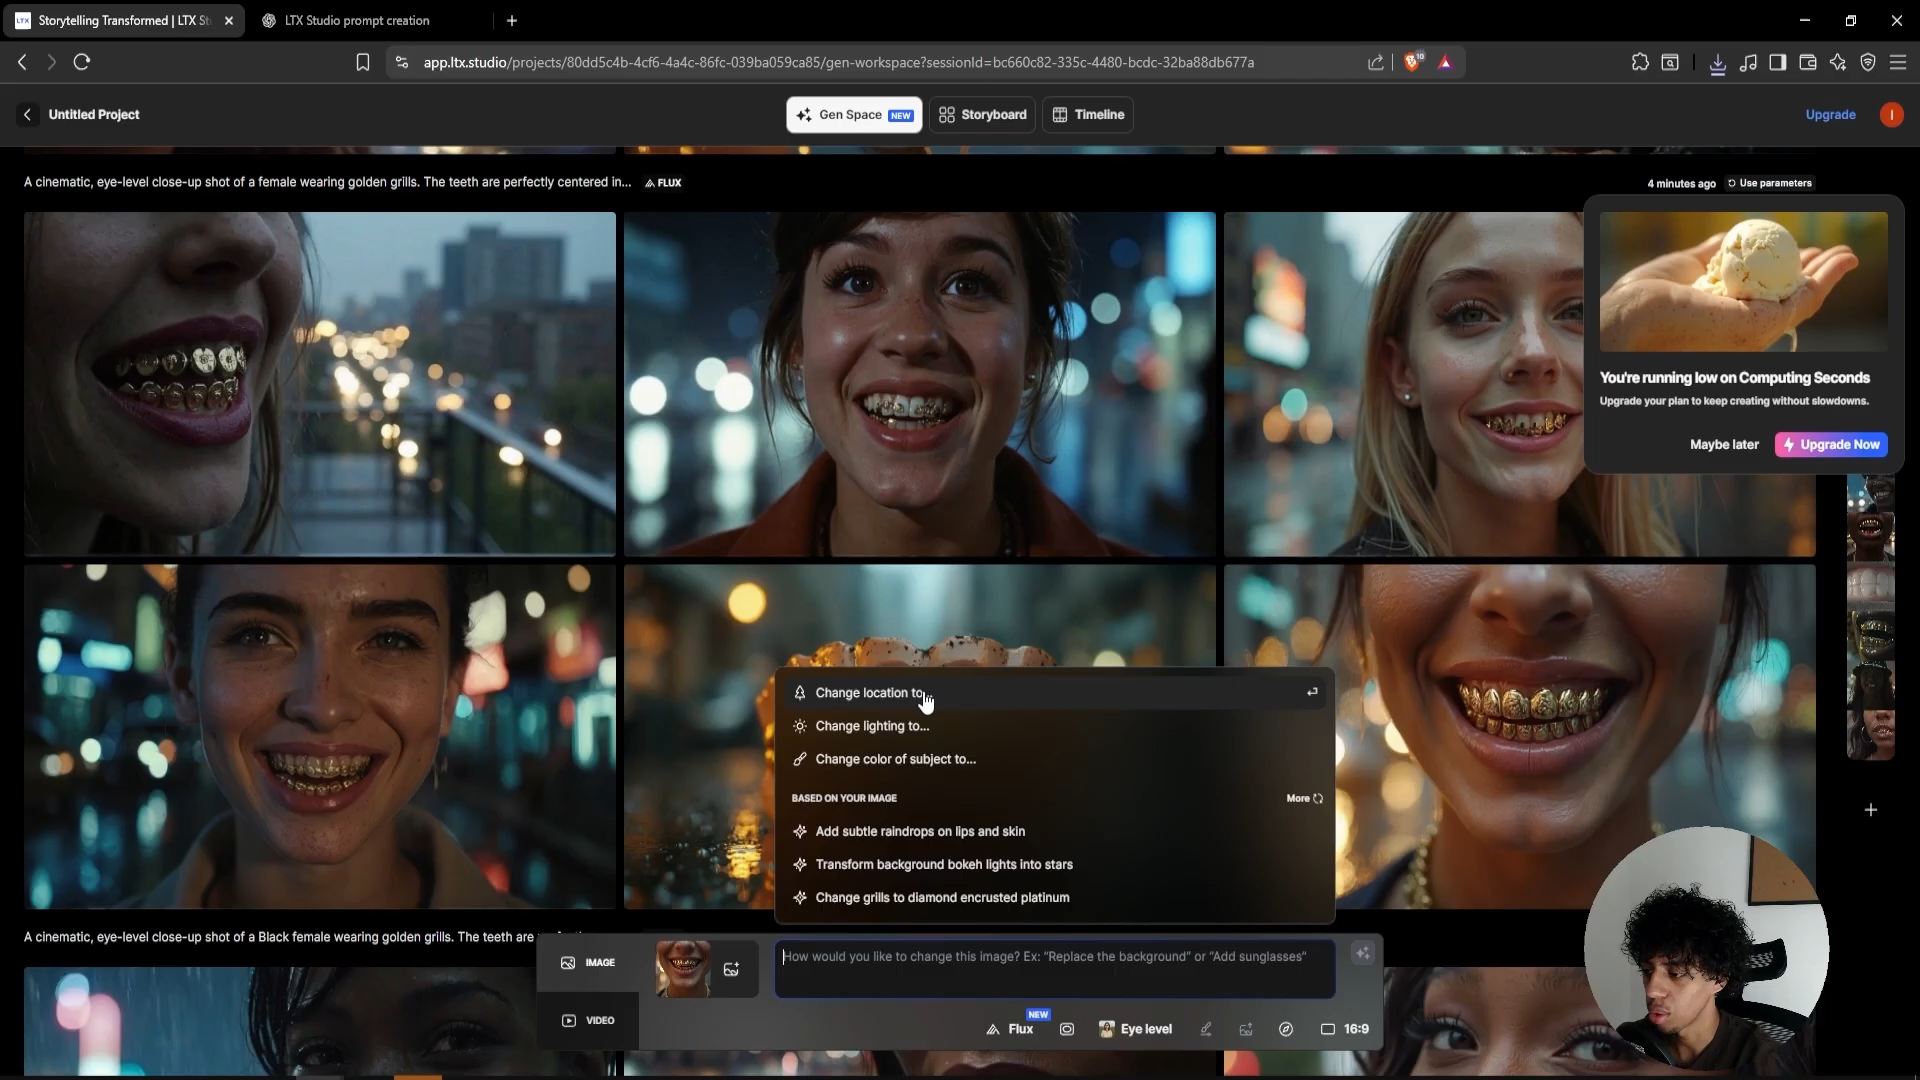 LTX Storytelling Transformed | LTX St
LTX Studio prompt creation
app.ltx.studio/projects/80dd5c4b-4cf6-4a4c-86fc-039ba059ca85/gen-workspace?sessionId=bc660c82-335c-4480-bcdc-32ba88db677a
10
Untitled Project
Gen Space NEW
Storyboard
Timeline
Upgrade
I
A cinematic, eye-level close-up shot of a female wearing golden grills. The teeth are perfectly centered in...
FLUX
4 minutes ago
Use parameters
You're running low on Computing Seconds
Upgrade your plan to keep creating without slowdowns.
Maybe later
Upgrade Now
Change location to...
Change lighting to...
Change color of subject to...
BASED ON YOUR IMAGE
More
Add subtle raindrops on lips and skin
Transform background bokeh lights into stars
Change grills to diamond encrusted platinum
A cinematic, eye-level close-up shot of a Black female wearing golden grills. The teeth are
IMAGE
How would you like to change this image? Ex: “Replace the background” or “Add sunglasses”
VIDEO
NEW
Flux
Eye level
16:9